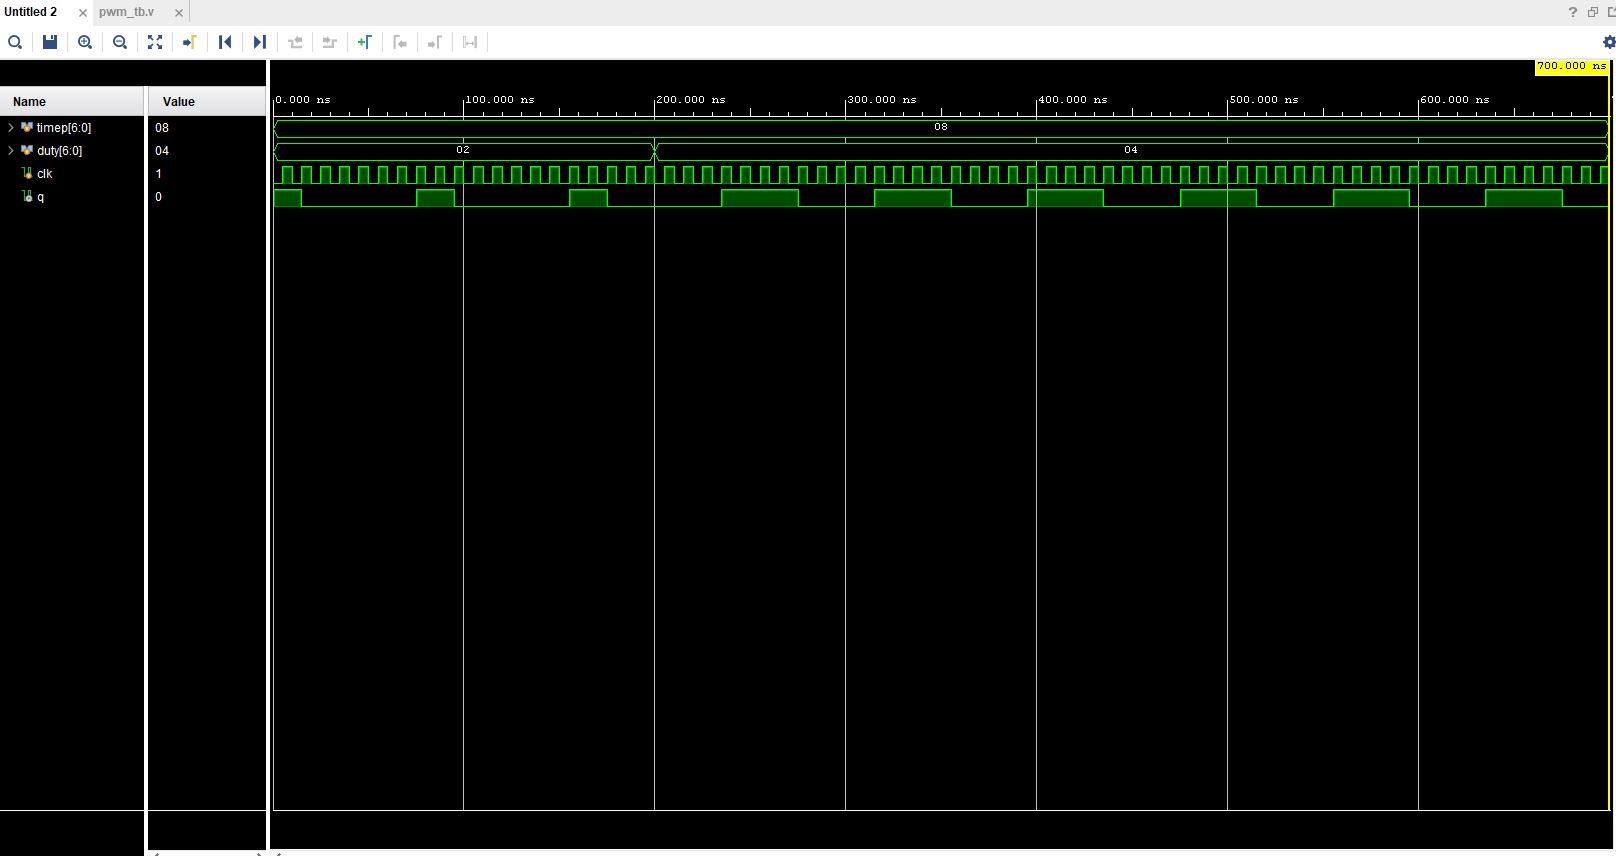 Untitled 2 × pwm_tb.v ×
?
700.000 ns
Name Value
0.000 ns 100.000 ns 200.000 ns 300.000 ns 400.000 ns 500.000 ns 600.000 ns
timep[6:0] 08 08
duty[6:0] 04 02 04
clk 1
q 0